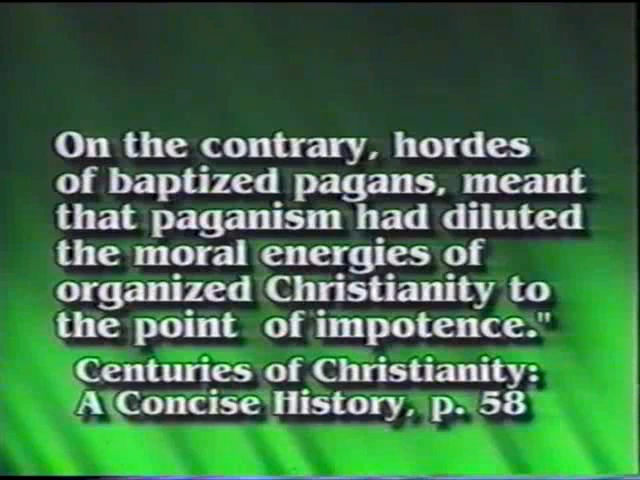 On the contrary, hordes
of baptized pagans, meant
that paganism had diluted
the moral energies of
organized Christianity to
the point of impotence."
Centuries of Christianity:
A Concise History, p. 58